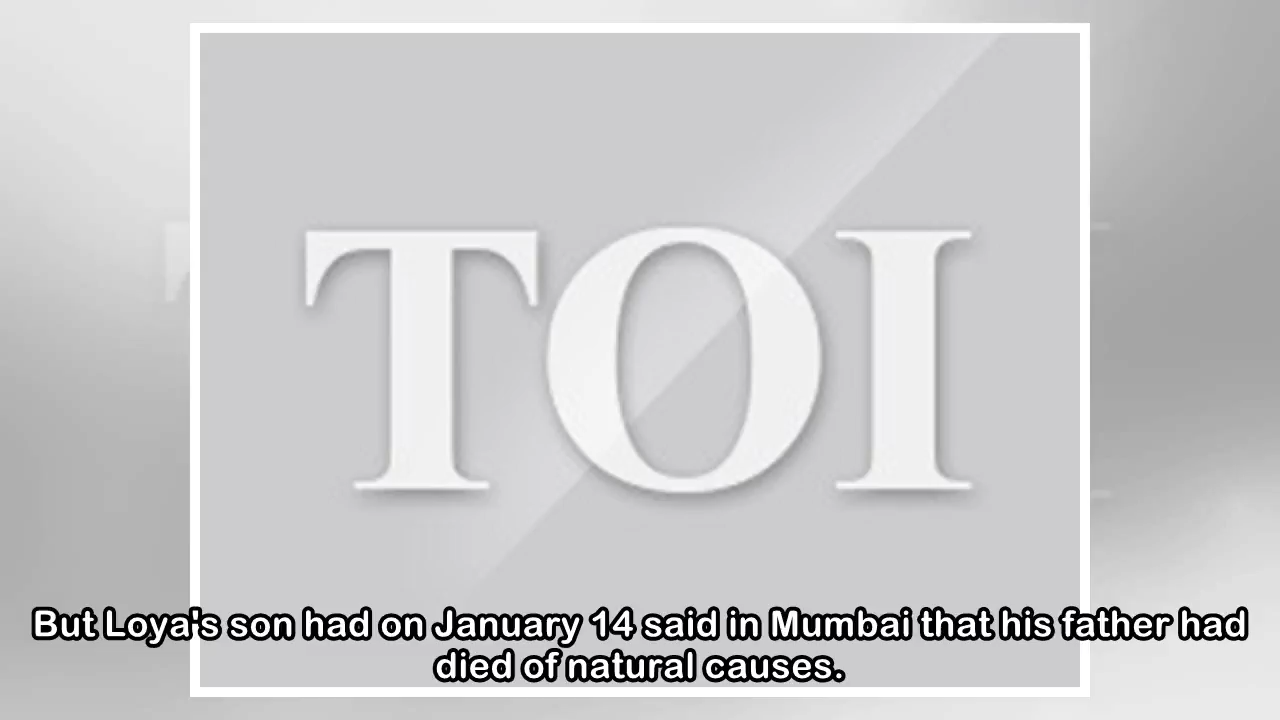 TOI
But Loya's son had on January 14 said in Mumbai that his father had
died of natural causes.